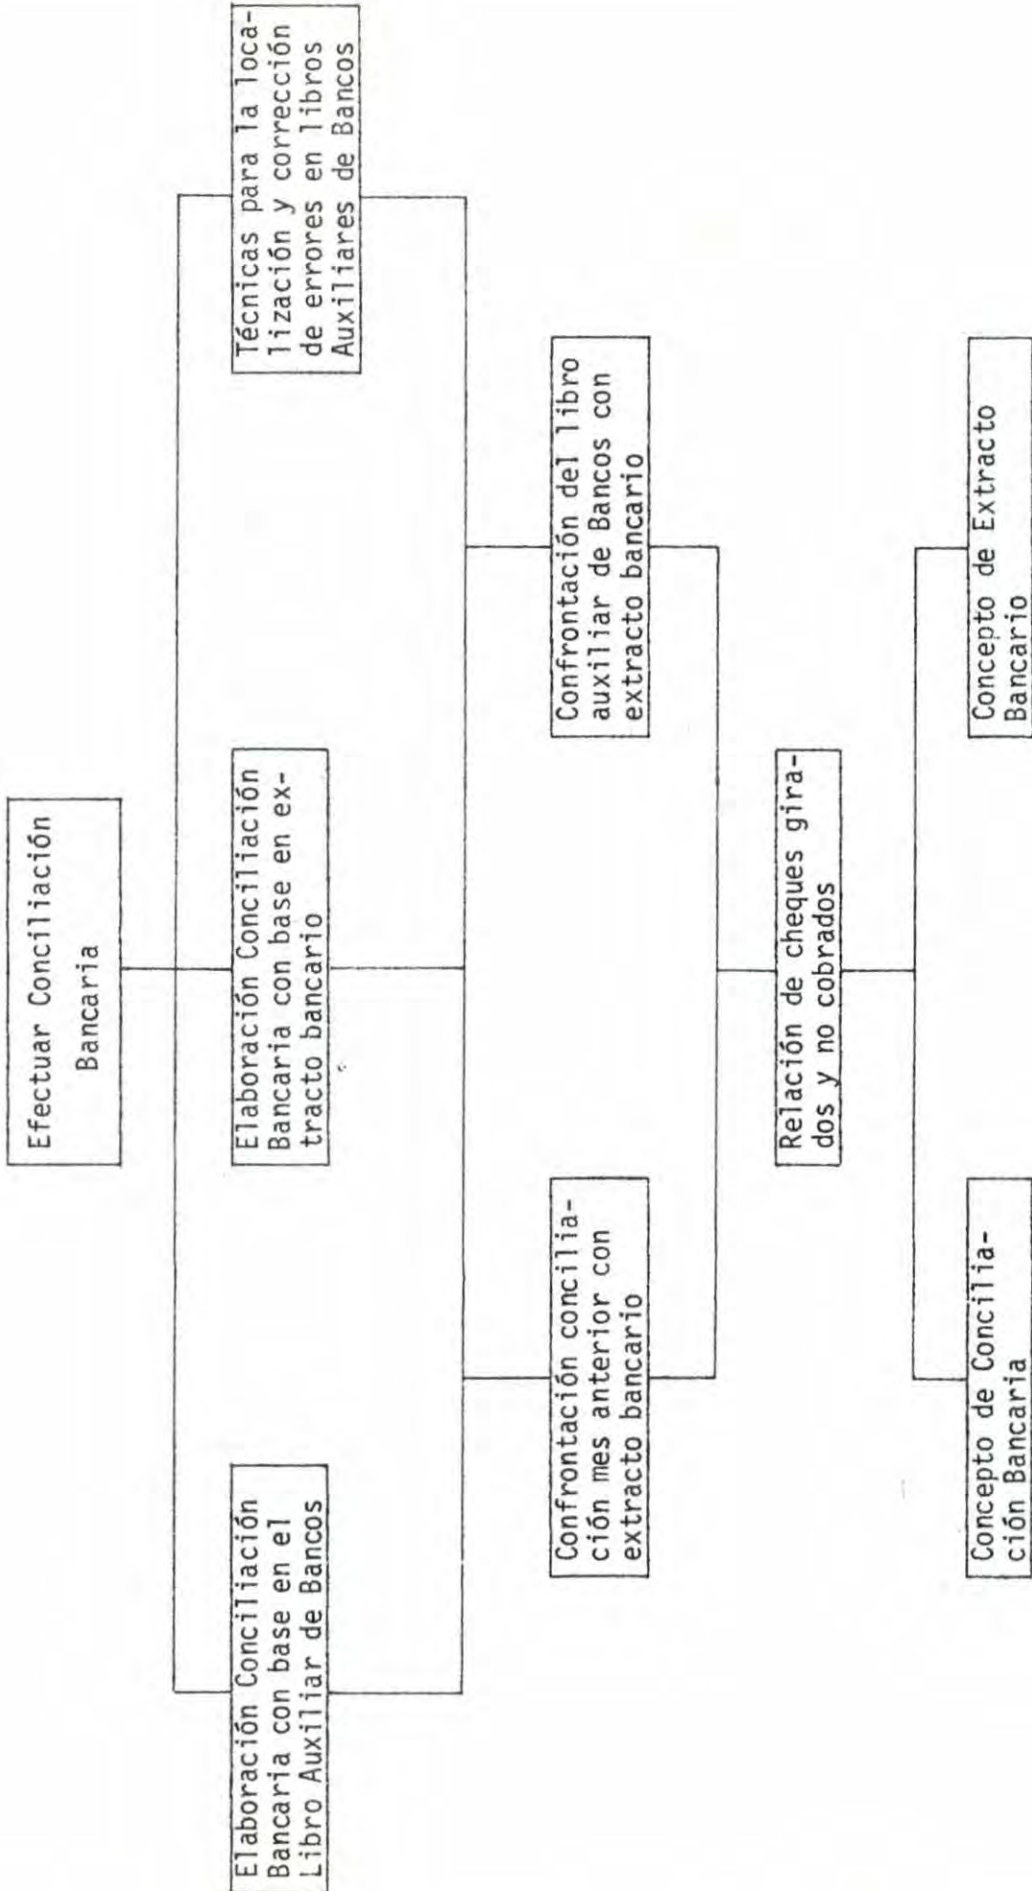 Efectuar Conciliación
Bancaria
Elaboración Conciliación
Bancaria con base en el
Libro Auxiliar de Bancos
Elaboración Conciliación
Bancaria con base en ex-
tracto bancario
Técnicas para la loca-
lización y corrección
de errores en libros
Auxiliares de Bancos
Confrontación concilia-
ción mes anterior con
extracto bancario
Confrontación del libro
auxiliar de Bancos con
extracto bancario
Relación de cheques gira-
dos y no cobrados
Concepto de Concilia-
ción Bancaria
Concepto de Extracto
Bancario